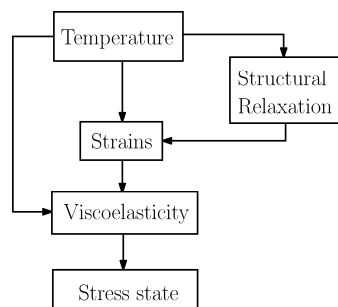 Temperature
Structural
Relaxation
Strains
Viscoelasticity
Stress state